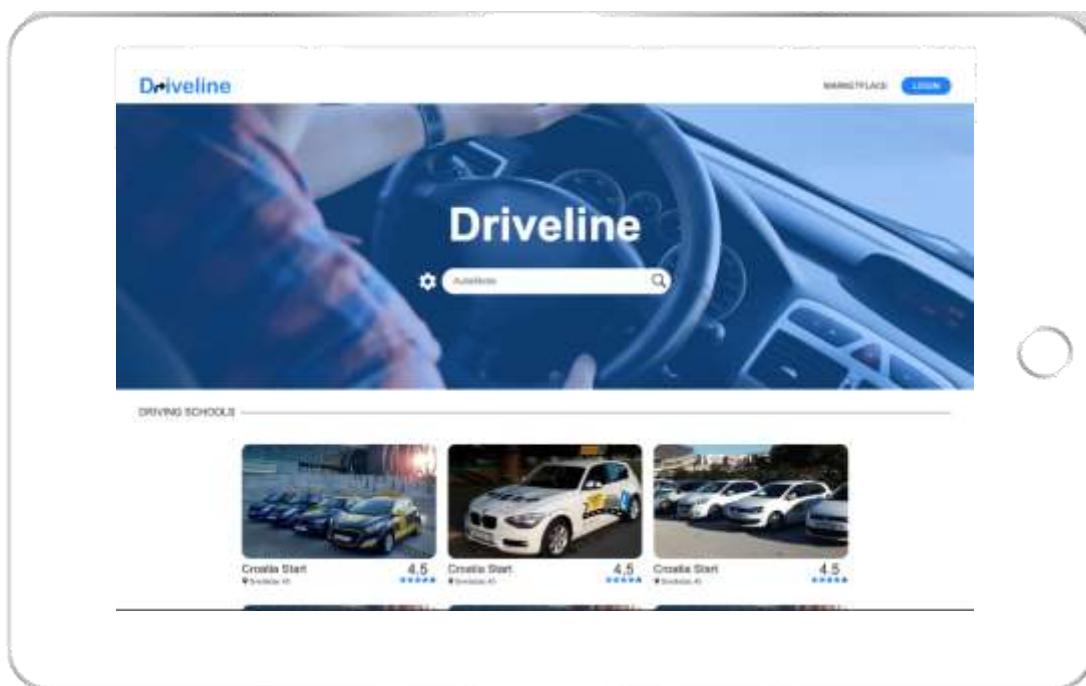 Driveline
MARKETPLACE LOGIN
Driveline
DRIVING SCHOOLS
Croatia Start 4.5
Croatia Start 4.5
Croatia Start 4.5